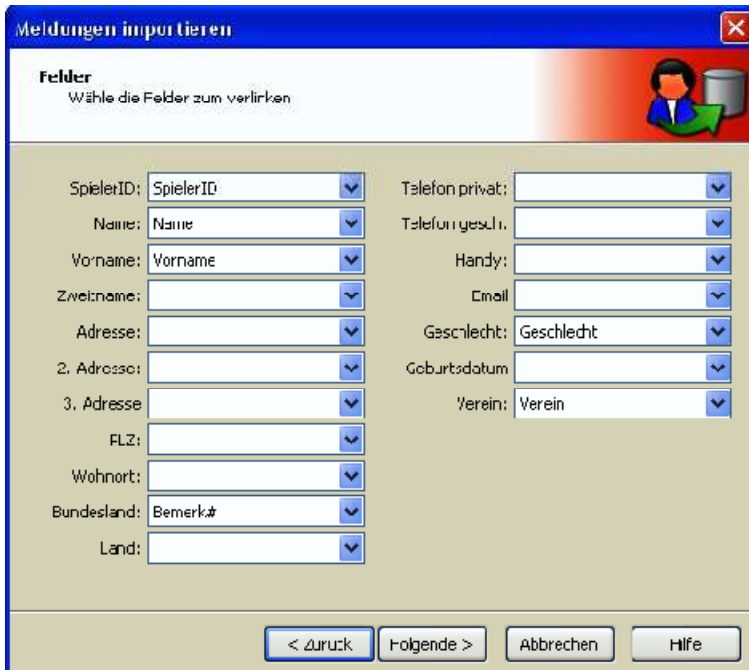 Meldungen importieren
Felder
Wähle die Felder zum verlinken
SpielerID: SpielerID
Name: Name
Vorname: Vorname
Zweitname:
Adresse:
2. Adresse:
3. Adresse
PLZ:
Wohnort:
Bundesland: Bemerk#
Land:
Telefon privat:
Telefon gesch.
Handy:
Email
Geschlecht: Geschlecht
Geburtsdatum
Verein: Verein
< Zurück
Folgende >
Abbrechen
Hilfe